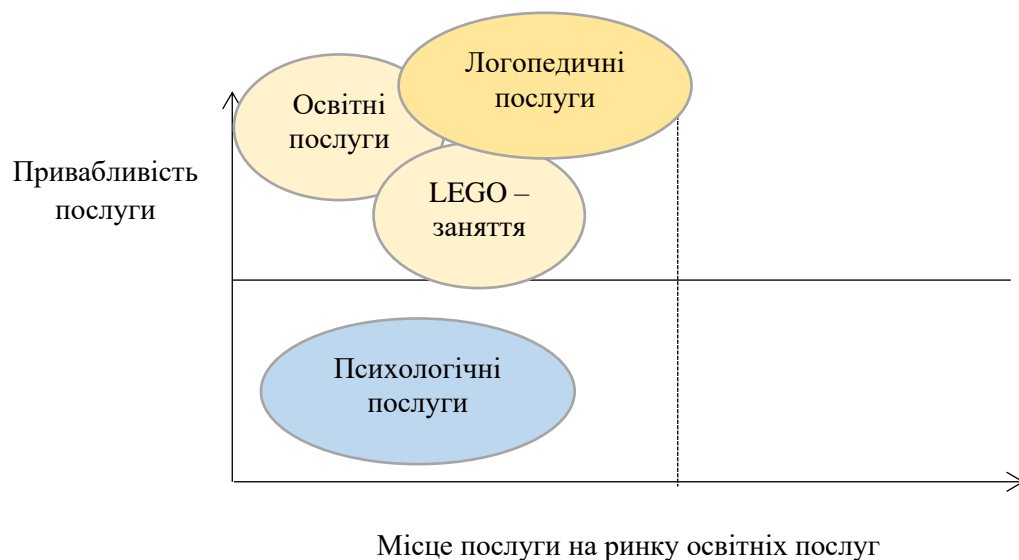 Логопедичні
послуги
Освітні
послуги
Привабливість
послуги
LEGO –
заняття
Психологічні
послуги
Місце послуги на ринку освітніх послуг